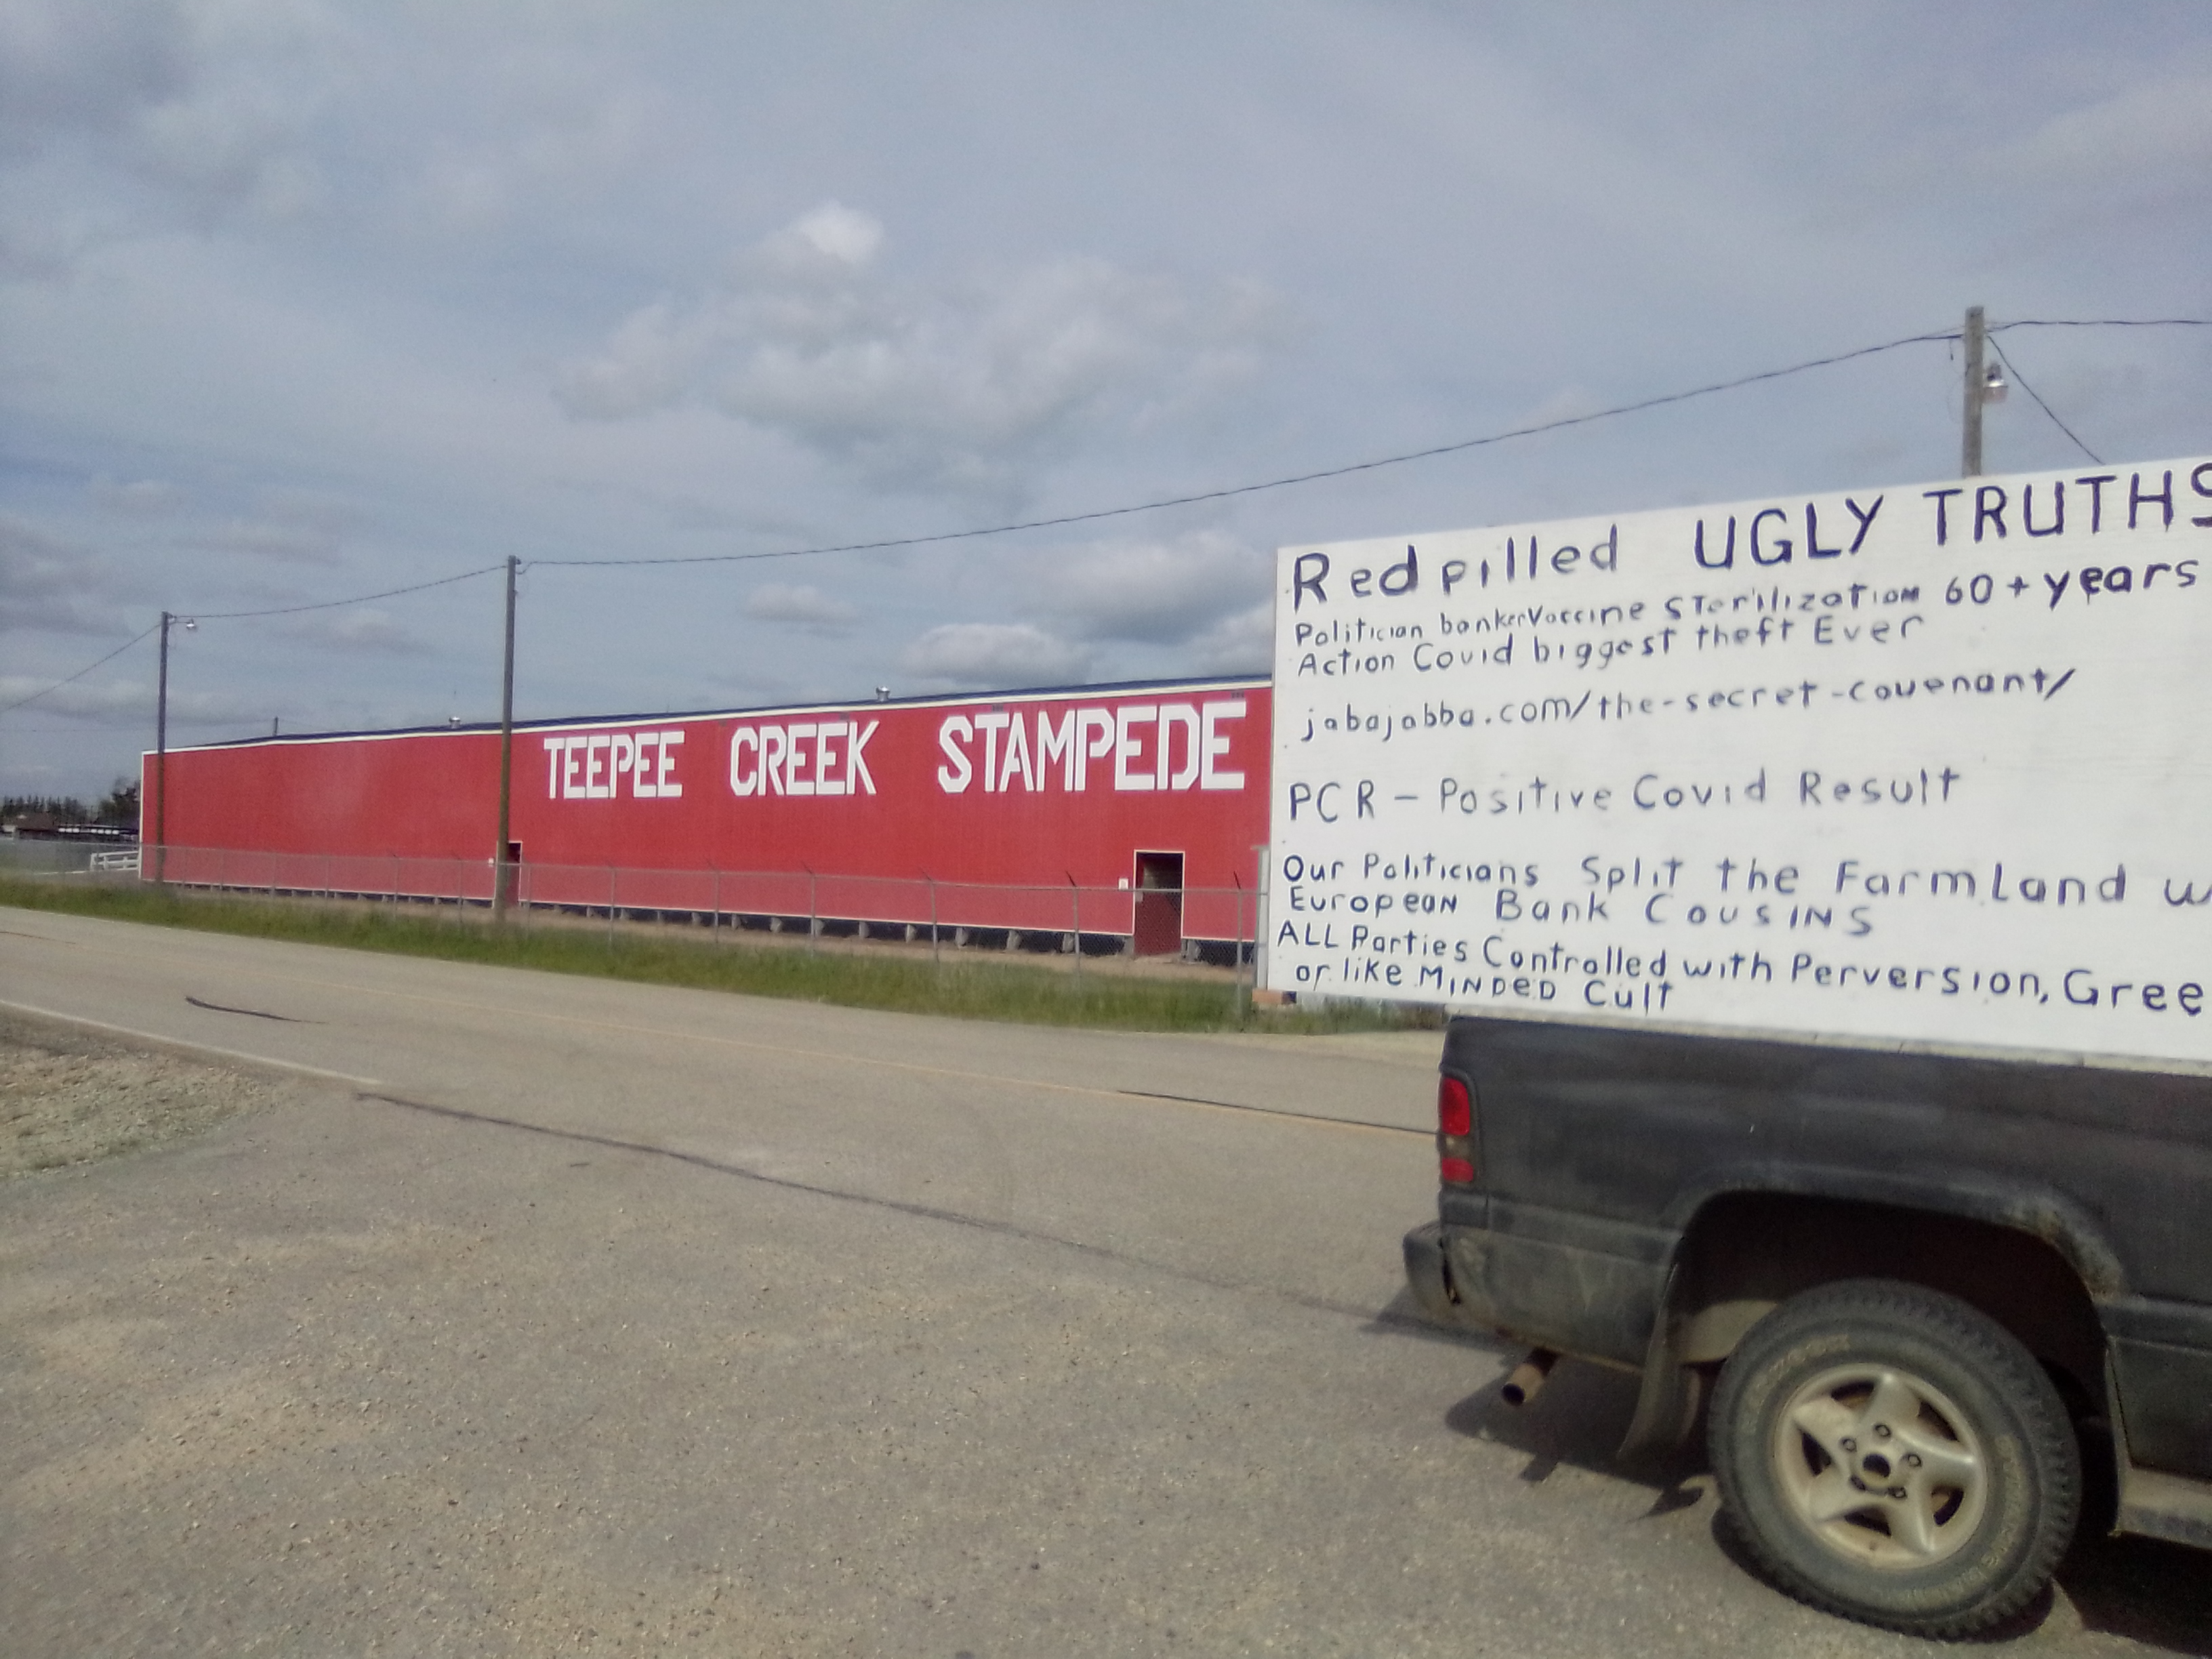 TEEPEE CREEK STAMPEDE
Redpilled UGLY TRUTHS
Politician banker Vaccine Sterilization 60+ years
Action Covid biggest theft Ever
jabajabba.com/the-secret-covenant/
PCR - Positive Covid Result
Our Politicians Split the Farmland w
European Bank Cousins
ALL Parties Controlled with Perversion, Gree
or like MINDED Cult